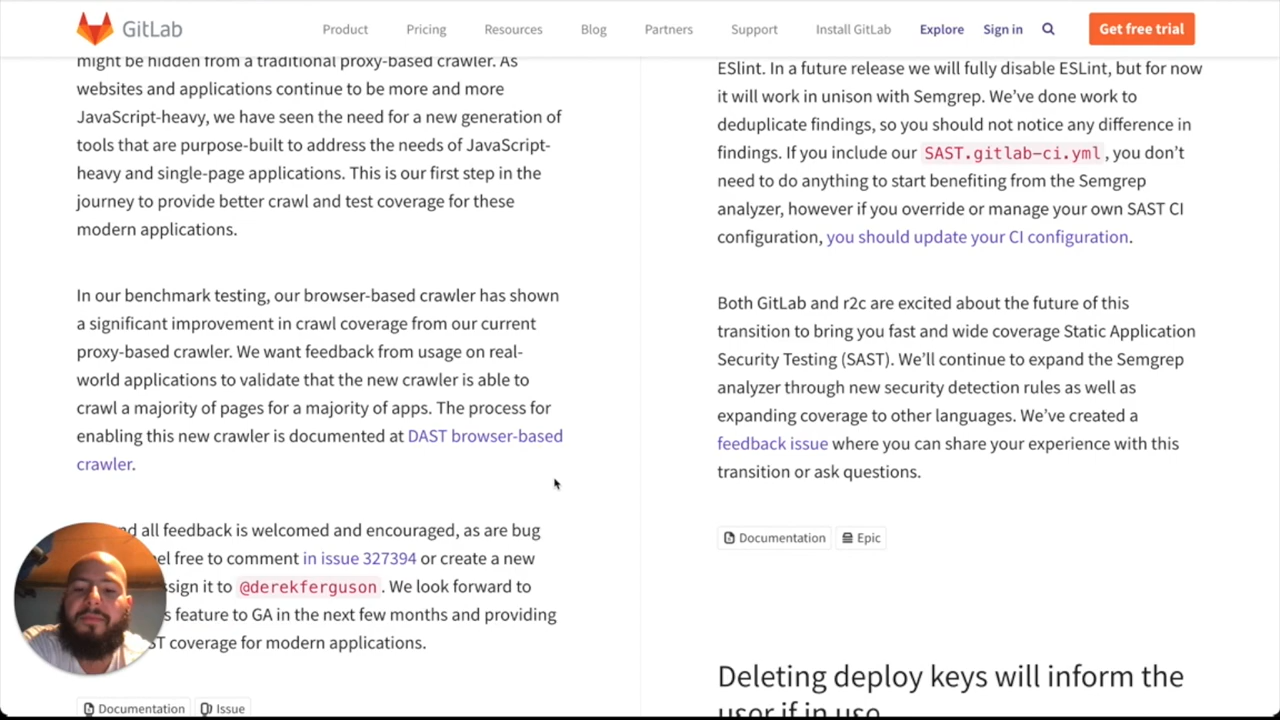 GitLab
Product
Pricing
Resources
Blog
Partners
Support
Install GitLab
Explore
Sign in
Get free trial
might be hidden from a traditional proxy-based crawler. As
websites and applications continue to be more and more
JavaScript-heavy, we have seen the need for a new generation of
tools that are purpose-built to address the needs of JavaScript-
heavy and single-page applications. This is our first step in the
journey to provide better crawl and test coverage for these
modern applications.
In our benchmark testing, our browser-based crawler has shown
a significant improvement in crawl coverage from our current
proxy-based crawler. We want feedback from usage on real-
world applications to validate that the new crawler is able to
crawl a majority of pages for a majority of apps. The process for
enabling this new crawler is documented at DAST browser-based
crawler.
all feedback is welcomed and encouraged, as are bug
free to comment in issue 327394 or create a new
it to @derekferguson. We look forward to
feature to GA in the next few months and providing
coverage for modern applications.
Documentation
Issue
ESlint. In a future release we will fully disable ESLint, but for now
it will work in unison with Semgrep. We've done work to
deduplicate findings, so you should not notice any difference in
findings. If you include our SAST.gitlab-ci.yml, you don't
need to do anything to start benefiting from the Semgrep
analyzer, however if you override or manage your own SAST CI
configuration, you should update your CI configuration.
Both GitLab and r2c are excited about the future of this
transition to bring you fast and wide coverage Static Application
Security Testing (SAST). We'll continue to expand the Semgrep
analyzer through new security detection rules as well as
expanding coverage to other languages. We've created a
feedback issue where you can share your experience with this
transition or ask questions.
Documentation
Epic
Deleting deploy keys will inform the
user if in use